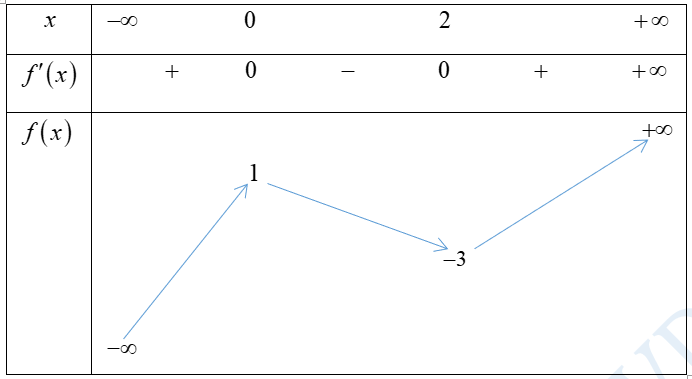 x −∞ 0 2 +∞
f′(x) + 0 − 0 + +∞
f(x) +∞
1
−3
−∞